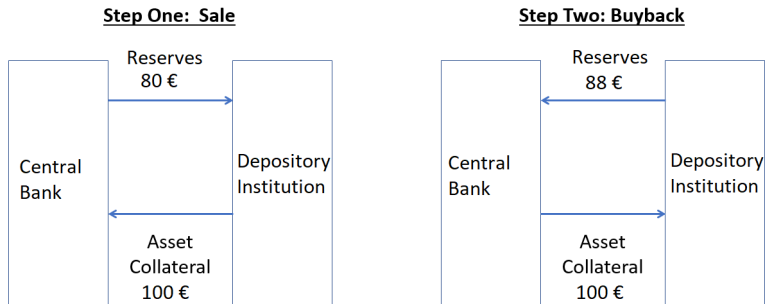 Step One:  Sale
Reserves
80 €
Central
Bank
Depository
Institution
Asset
Collateral
100 €
Step Two: Buyback
Reserves
88 €
Central
Bank
Depository
Institution
Asset
Collateral
100 €